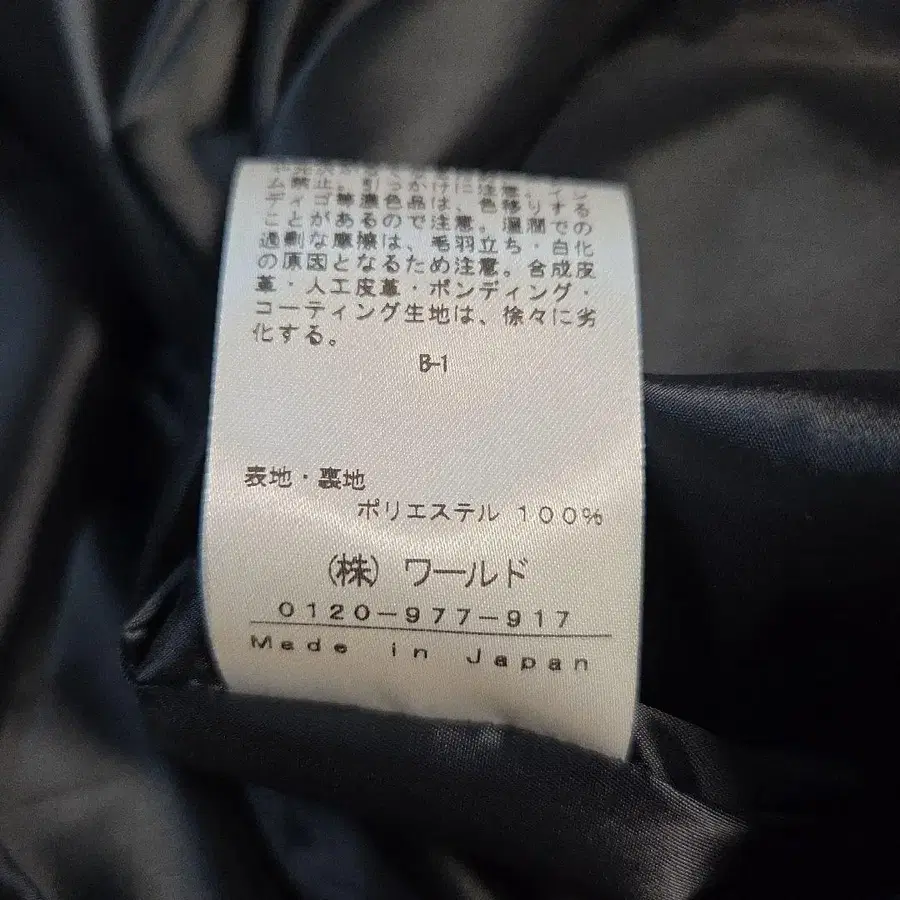 ム禁止。引っかけに注意。イン
ディゴ等濃色品は、色移りする
ことがあるので注意。湿潤での
過剰な摩擦は、毛羽立ち・白化
の原因となるため注意。合成皮
革・人工皮革・ボンディング・
コーティング生地は、徐々に劣
化する。
B-1
表地・裏地
ポリエステル 100%
(株) ワールド
0120-977-917
Made in Japan